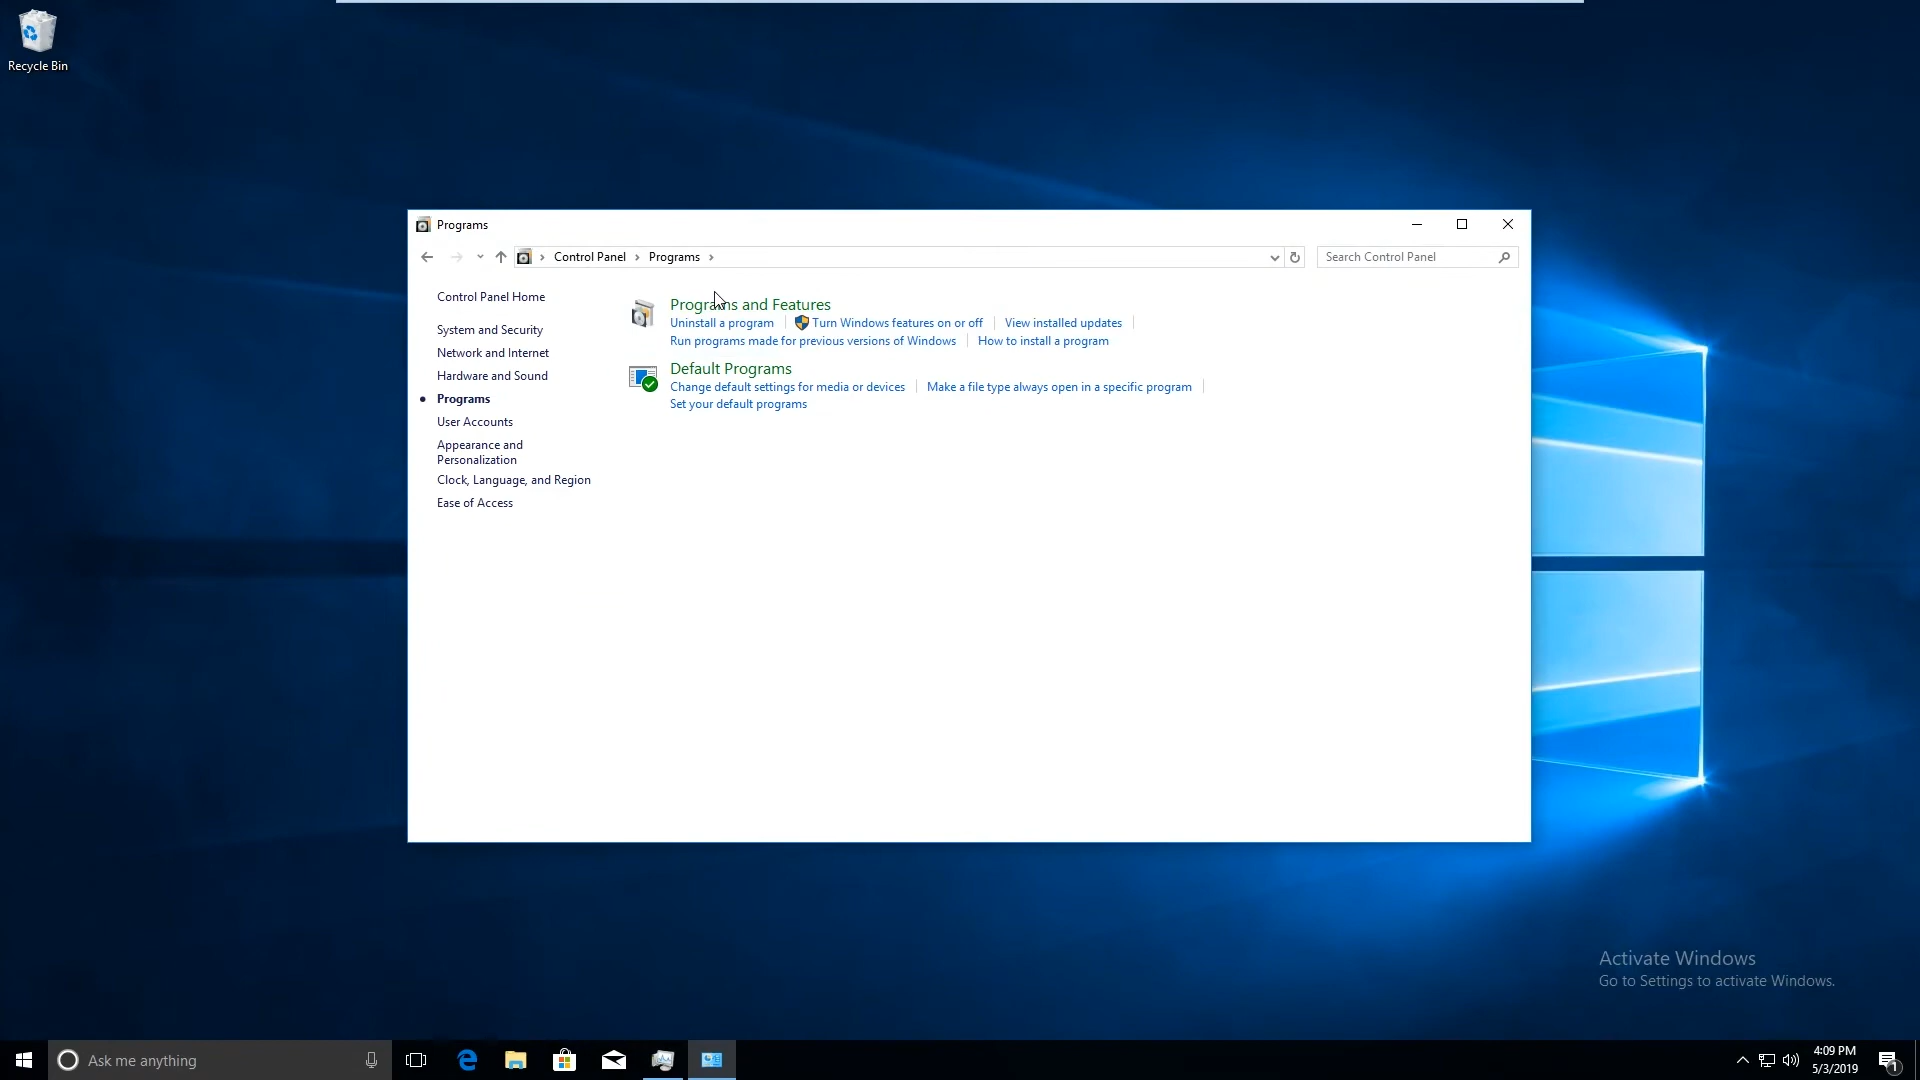 Recycle Bin
Programs
Control Panel Programs
Search Control Panel
Control Panel Home
System and Security
Network and Internet
Hardware and Sound
Programs
User Accounts
Appearance and
Personalization
Clock, Language, and Region
Ease of Access
Programs and Features
Uninstall a program Turn Windows features on or off View installed updates
Run programs made for previous versions of Windows How to install a program
Default Programs
Change default settings for media or devices Make a file type always open in a specific program
Set your default programs
Activate Windows
Go to Settings to activate Windows.
Ask me anything
4:09 PM
5/3/2019
1